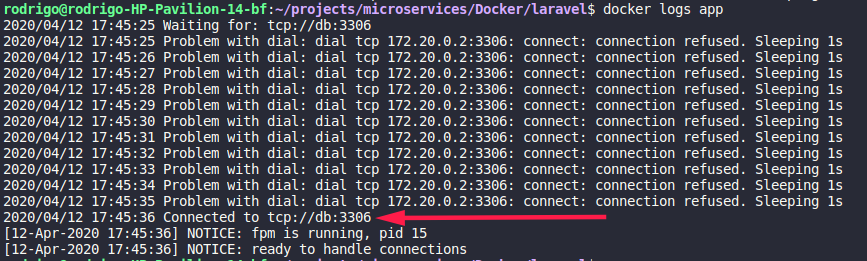 rodrigo@rodrigo-HP-Pavilion-14-bf:~/projects/microservices/Docker/laravel$ docker logs app
2020/04/12 17:45:25 Waiting for: tcp://db:3306
2020/04/12 17:45:25 Problem with dial: dial tcp 172.20.0.2:3306: connect: connection refused. Sleeping 1s
2020/04/12 17:45:26 Problem with dial: dial tcp 172.20.0.2:3306: connect: connection refused. Sleeping 1s
2020/04/12 17:45:27 Problem with dial: dial tcp 172.20.0.2:3306: connect: connection refused. Sleeping 1s
2020/04/12 17:45:28 Problem with dial: dial tcp 172.20.0.2:3306: connect: connection refused. Sleeping 1s
2020/04/12 17:45:29 Problem with dial: dial tcp 172.20.0.2:3306: connect: connection refused. Sleeping 1s
2020/04/12 17:45:30 Problem with dial: dial tcp 172.20.0.2:3306: connect: connection refused. Sleeping 1s
2020/04/12 17:45:31 Problem with dial: dial tcp 172.20.0.2:3306: connect: connection refused. Sleeping 1s
2020/04/12 17:45:32 Problem with dial: dial tcp 172.20.0.2:3306: connect: connection refused. Sleeping 1s
2020/04/12 17:45:33 Problem with dial: dial tcp 172.20.0.2:3306: connect: connection refused. Sleeping 1s
2020/04/12 17:45:34 Problem with dial: dial tcp 172.20.0.2:3306: connect: connection refused. Sleeping 1s
2020/04/12 17:45:35 Problem with dial: dial tcp 172.20.0.2:3306: connect: connection refused. Sleeping 1s
2020/04/12 17:45:36 Connected to tcp://db:3306
[12-Apr-2020 17:45:36] NOTICE: fpm is running, pid 15
[12-Apr-2020 17:45:36] NOTICE: ready to handle connections